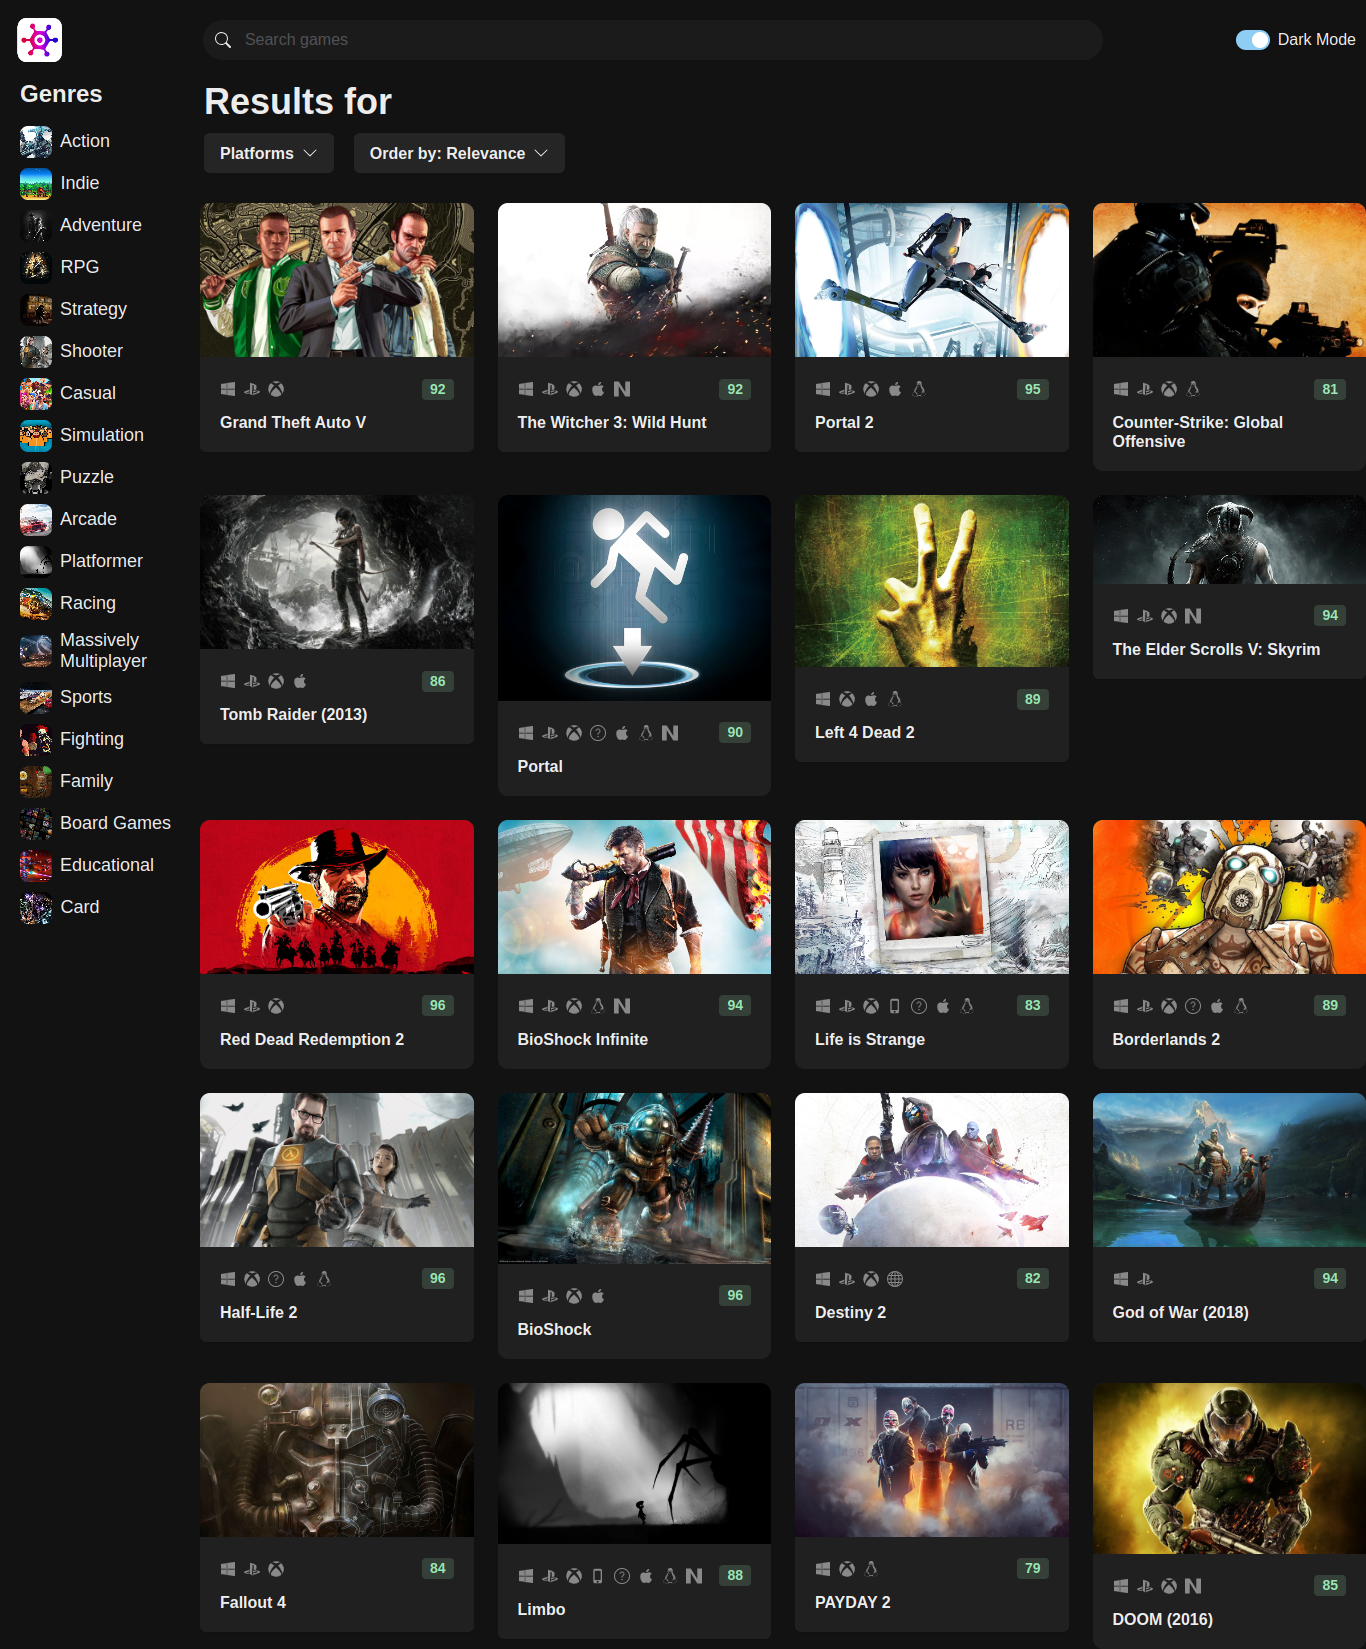 Search games
Dark Mode
Genres
Action
Indie
Adventure
RPG
Strategy
Shooter
Casual
Simulation
Puzzle
Arcade
Platformer
Racing
Massively
Multiplayer
Sports
Fighting
Family
Board Games
Educational
Card
Results for
Platforms
Order by: Relevance
92
Grand Theft Auto V
92
The Witcher 3: Wild Hunt
95
Portal 2
81
Counter-Strike: Global
Offensive
86
Tomb Raider (2013)
90
Portal
89
Left 4 Dead 2
94
The Elder Scrolls V: Skyrim
96
Red Dead Redemption 2
94
BioShock Infinite
83
Life is Strange
89
Borderlands 2
96
Half-Life 2
96
BioShock
82
Destiny 2
94
God of War (2018)
84
Fallout 4
88
Limbo
79
PAYDAY 2
85
DOOM (2016)